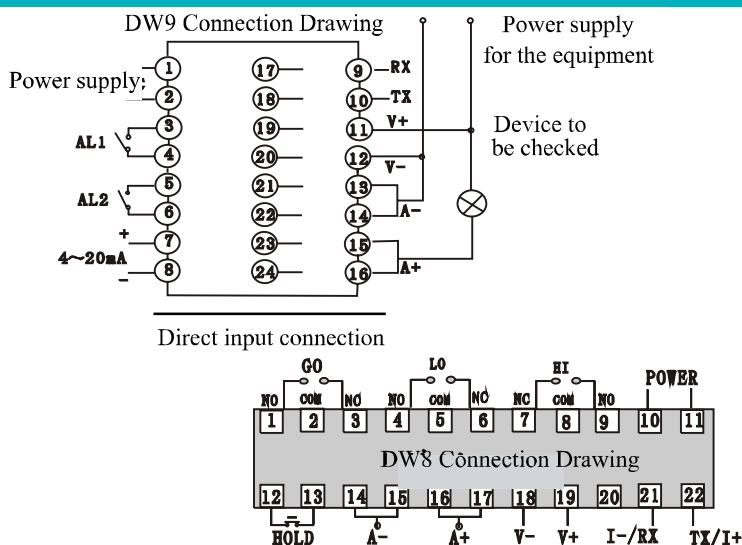 DW9 Connection Drawing
Power supply
for the equipment
Power supply:
1 17 9 RX
2 18 10 TX
3 19 11 V+
AL1
4 20 12 V-
Device to
be checked
5 21 13
AL2
6 22 14 A-
+ 7 23 15
4~20mA
- 8 24 16 A+
Direct input connection
GO LO HI POWER
NO COM NC NO COM NC NC COM NO
1 2 3 4 5 6 7 8 9 10 11
DW8 Connection Drawing
12 13 14 15 16 17 18 19 20 21 22
HOLD A- A+ V- V+ I-/RX TX/I+